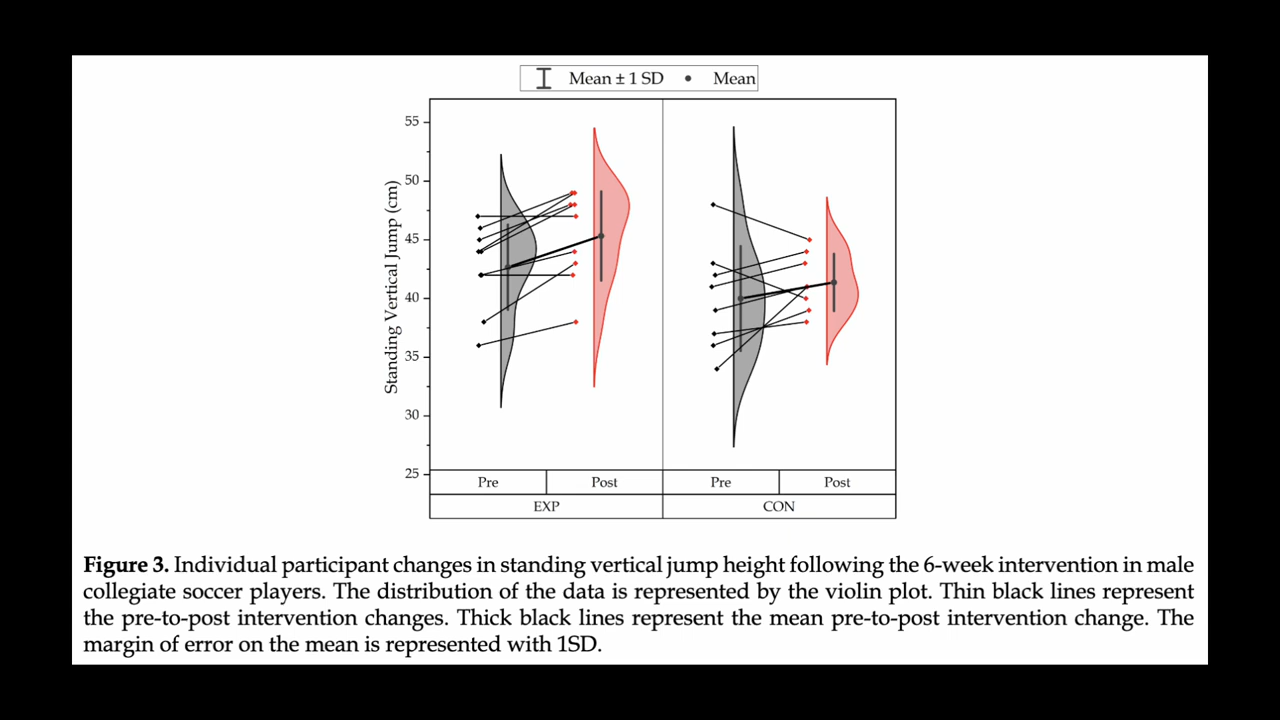 Mean ± 1 SD Mean
Standing Vertical Jump (cm)
55
50
45
40
35
30
25
Pre Post Pre Post
EXP CON
Figure 3. Individual participant changes in standing vertical jump height following the 6-week intervention in male
collegiate soccer players. The distribution of the data is represented by the violin plot. Thin black lines represent
the pre-to-post intervention changes. Thick black lines represent the mean pre-to-post intervention change. The
margin of error on the mean is represented with 1SD.